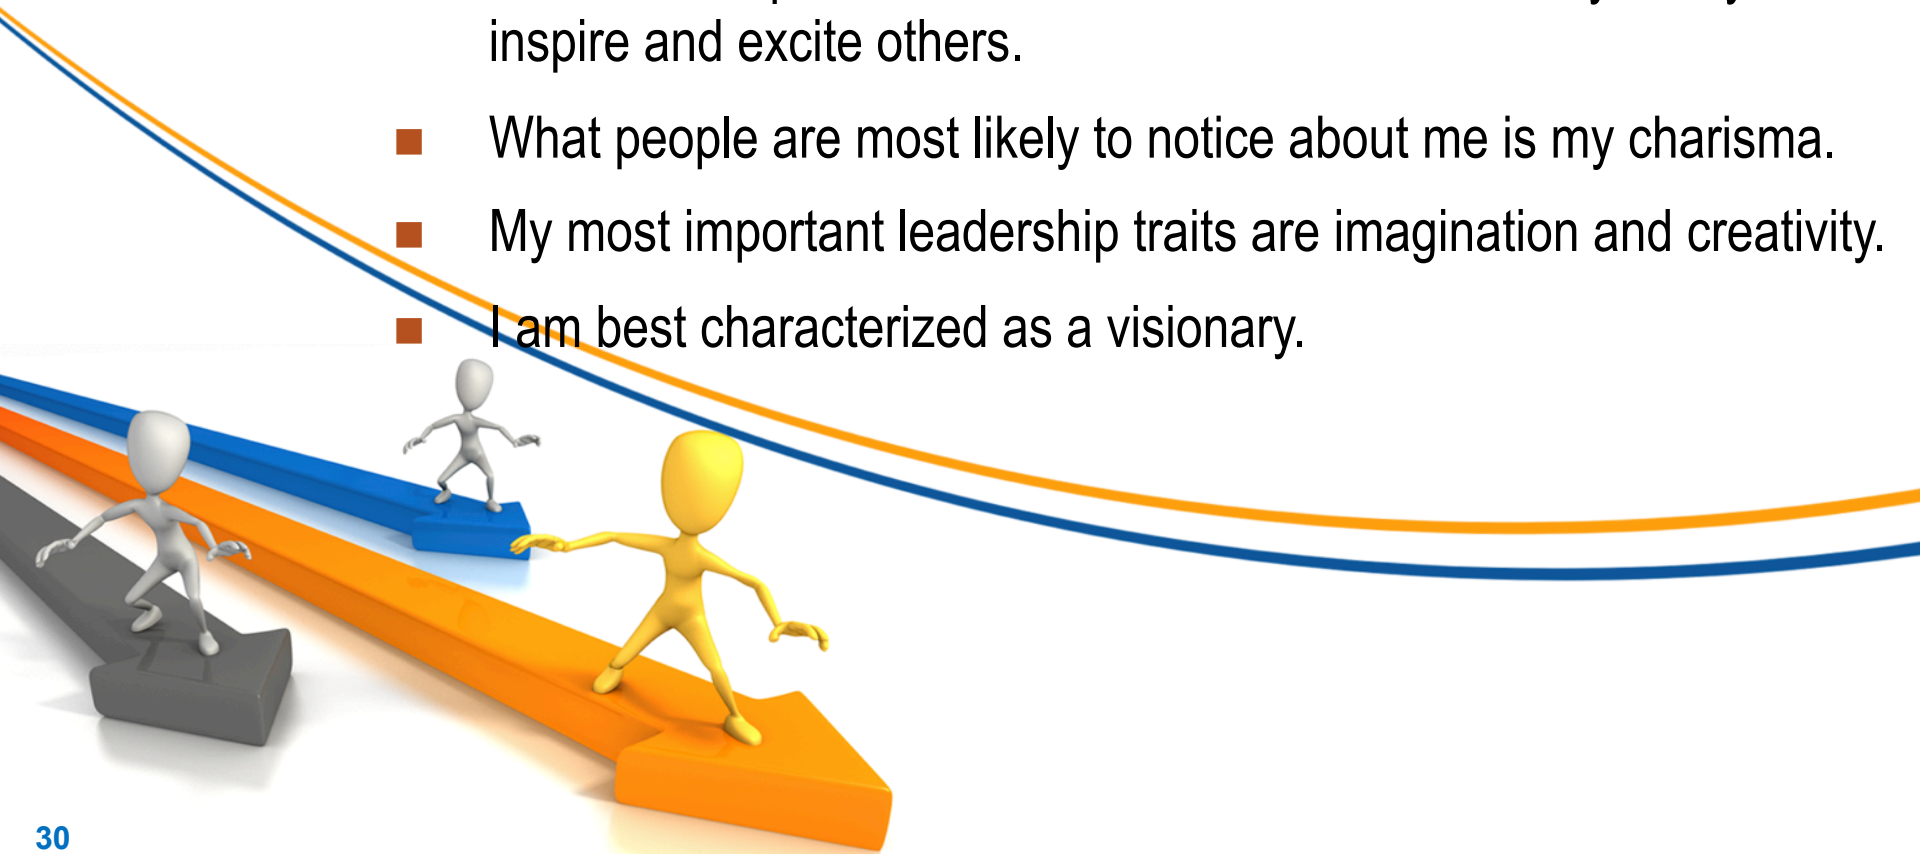 inspire and excite others.
What people are most likely to notice about me is my charisma.
My most important leadership traits are imagination and creativity.
I am best characterized as a visionary.
30